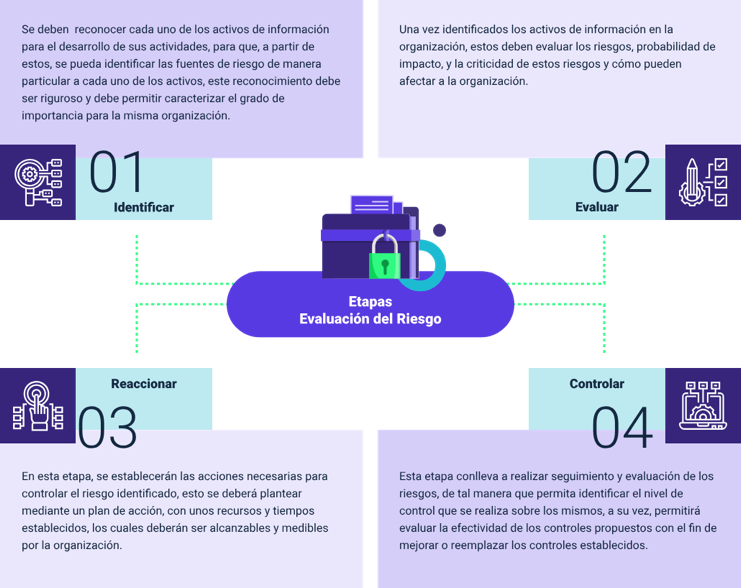 Se deben  reconocer cada uno de los activos de información
para el desarrollo de sus actividades, para que, a partir de
estos, se pueda identificar las fuentes de riesgo de manera
particular a cada uno de los activos, este reconocimiento debe
ser riguroso y debe permitir caracterizar el grado de
importancia para la misma organización.
01
Identificar
Una vez identificados los activos de información en la
organización, estos deben evaluar los riesgos, probabilidad de
impacto, y la criticidad de estos riesgos y cómo pueden
afectar a la organización.
02
Evaluar
Etapas
Evaluación del Riesgo
Reaccionar
03
En esta etapa, se establecerán las acciones necesarias para
controlar el riesgo identificado, esto se deberá plantear
mediante un plan de acción, con unos recursos y tiempos
establecidos, los cuales deberán ser alcanzables y medibles
por la organización.
Controlar
04
Esta etapa conlleva a realizar seguimiento y evaluación de los
riesgos, de tal manera que permita identificar el nivel de
control que se realiza sobre los mismos, a su vez, permitirá
evaluar la efectividad de los controles propuestos con el fin de
mejorar o reemplazar los controles establecidos.